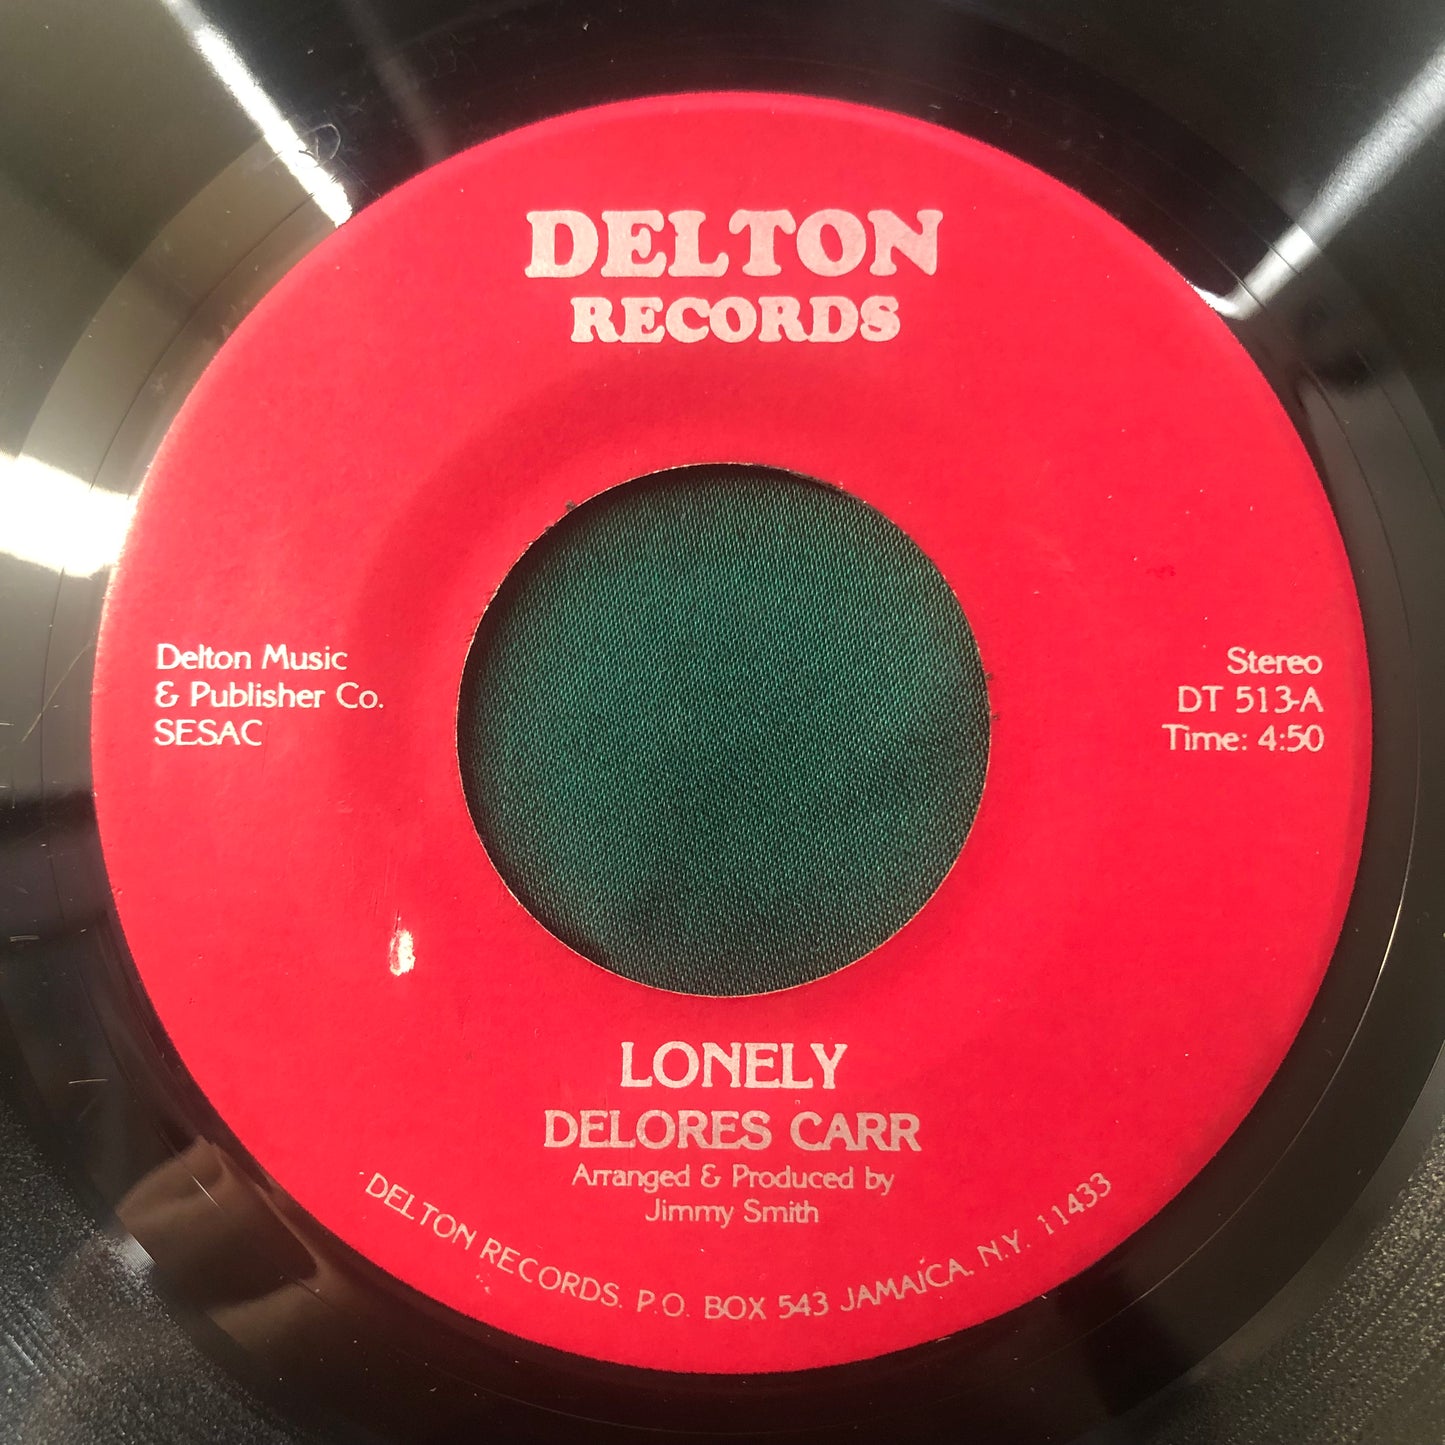 DELTON
RECORDS
Delton Music
& Publisher Co.
SESAC
Stereo
DT 513-A
Time: 4:50
LONELY
DELORES CARR
Arranged & Produced by
Jimmy Smith
DELTON RECORDS. P.O. BOX 543 JAMAICA. N.Y. 11433